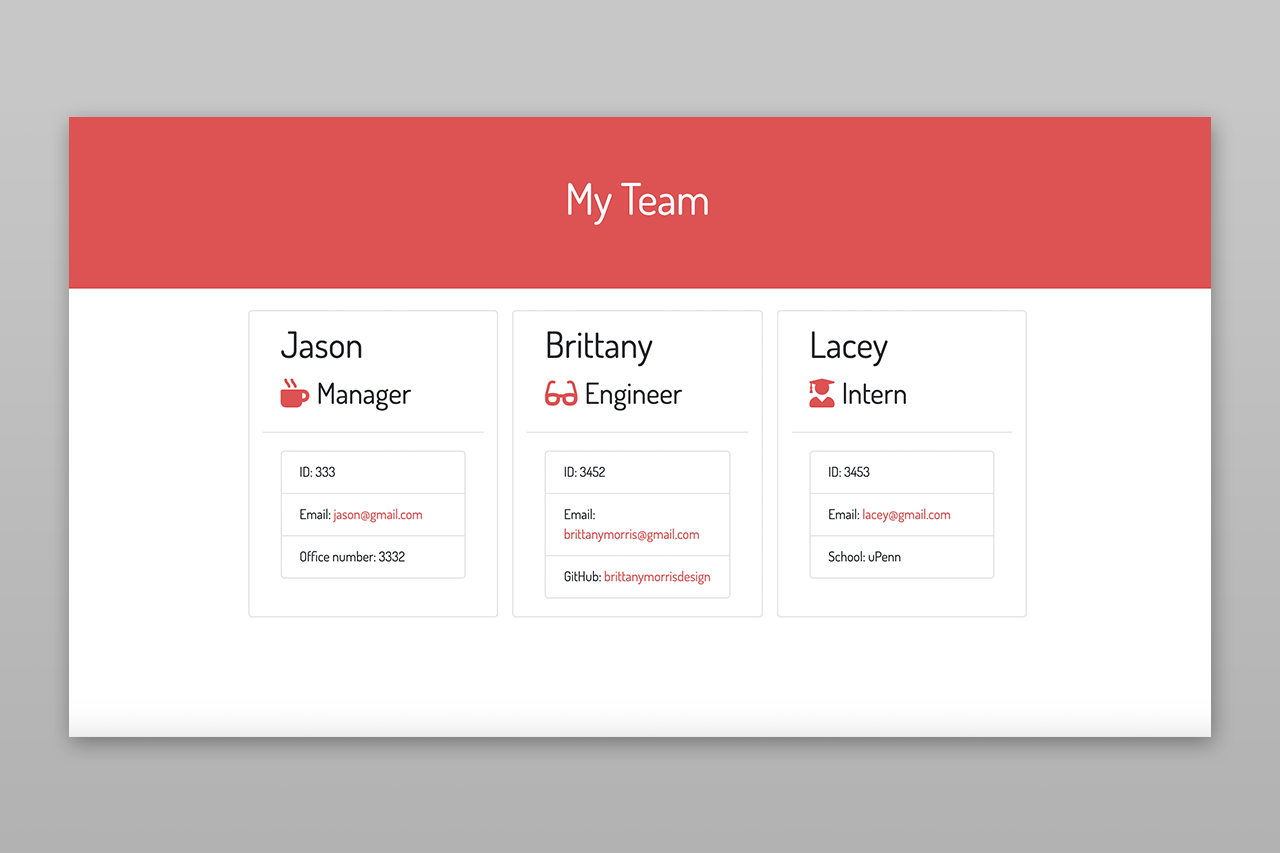 My Team
Jason
Manager
ID: 333
Email: jason@gmail.com
Office number: 3332
Brittany
Engineer
ID: 3452
Email:
brittanymorris@gmail.com
GitHub: brittanymorrisdesign
Lacey
Intern
ID: 3453
Email: lacey@gmail.com
School: uPenn